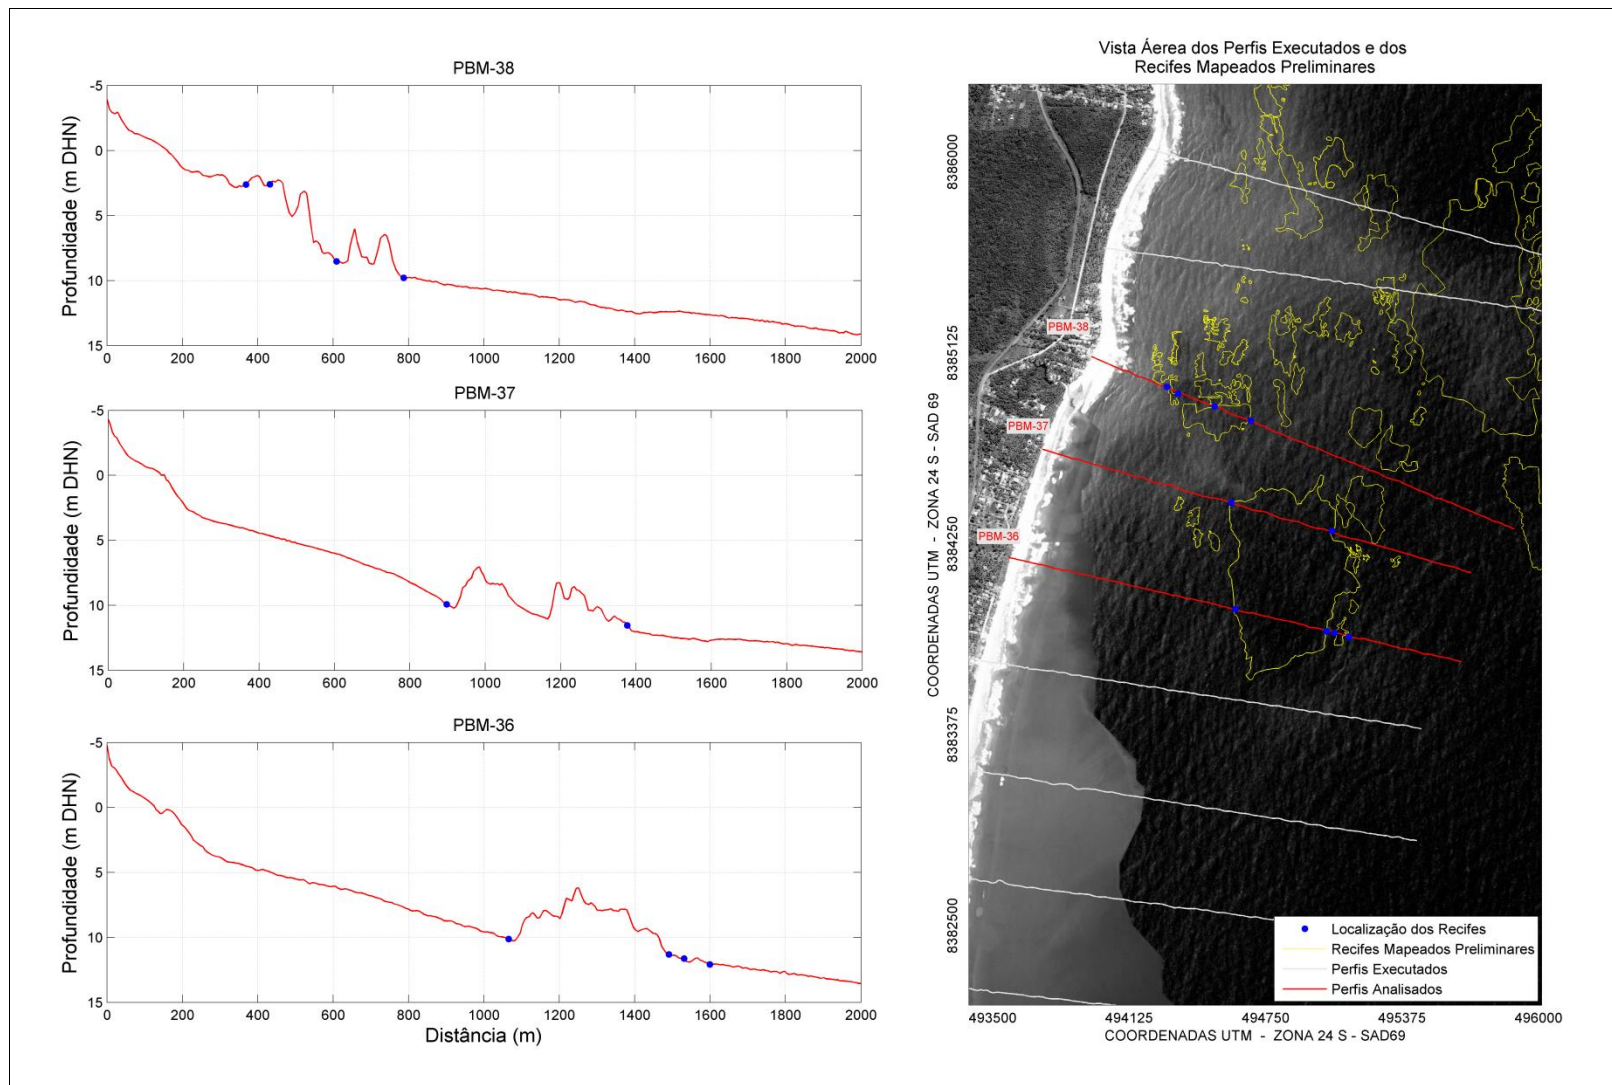 PBM-38
Profundidade (m DHN)
-5
0
5
10
15
0 200 400 600 800 1000 1200 1400 1600 1800 2000
PBM-37
Profundidade (m DHN)
-5
0
5
10
15
0 200 400 600 800 1000 1200 1400 1600 1800 2000
PBM-36
Profundidade (m DHN)
-5
0
5
10
15
0 200 400 600 800 1000 1200 1400 1600 1800 2000
Distância (m)
Vista Áerea dos Perfis Executados e dos
Recifes Mapeados Preliminares
COORDENADAS UTM - ZONA 24 S - SAD 69
8386000
8385125
8384250
8383375
8382500
PBM-38
PBM-37
PBM-36
Localização dos Recifes
Recifes Mapeados Preliminares
Perfis Executados
Perfis Analisados
493500 494125 494750 495375 496000
COORDENADAS UTM - ZONA 24 S - SAD69